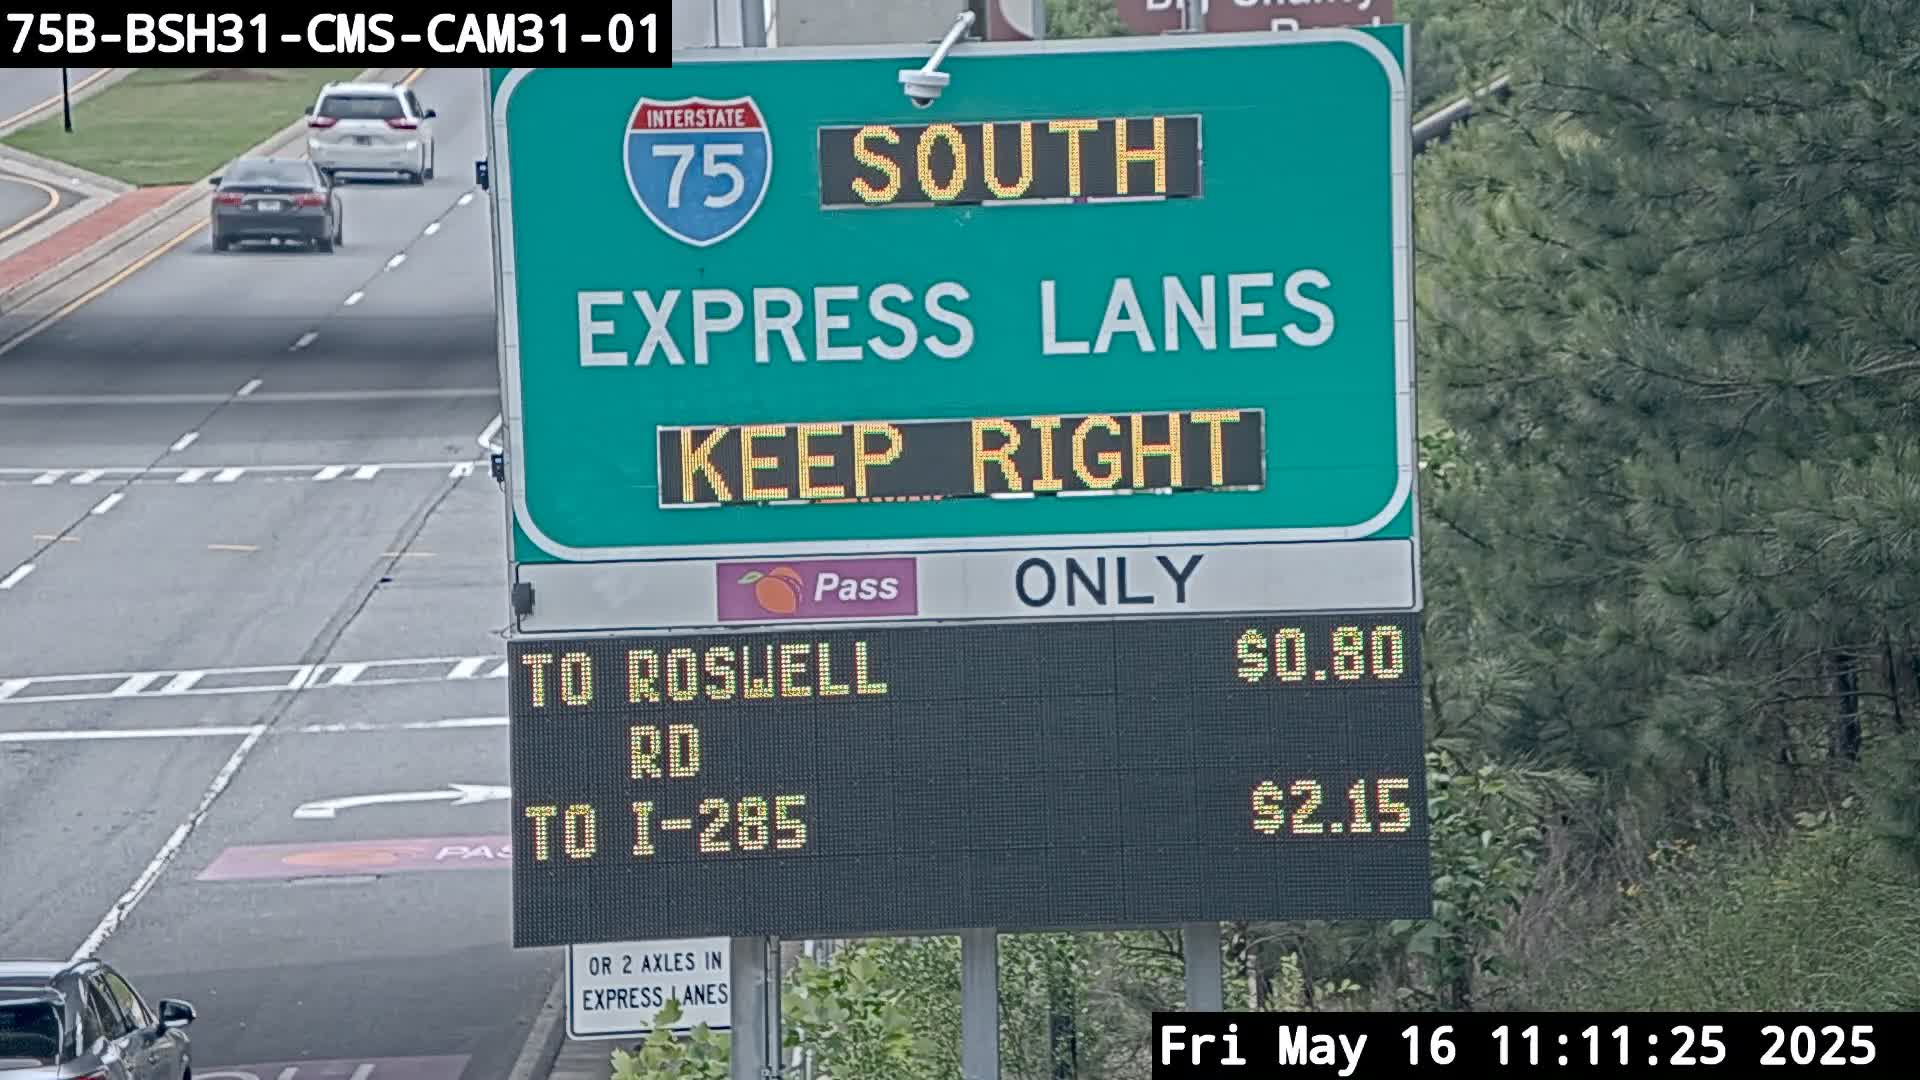 75B-BSH31-CMS-CAM31-01
Road
INTERSTATE
75
SOUTH
EXPRESS LANES
KEEP RIGHT
Pass ONLY
TO ROSWELL $0.80
RD
TO I-285 $2.15
OR 2 AXLES IN
EXPRESS LANES
Fri May 16 11:11:25 2025